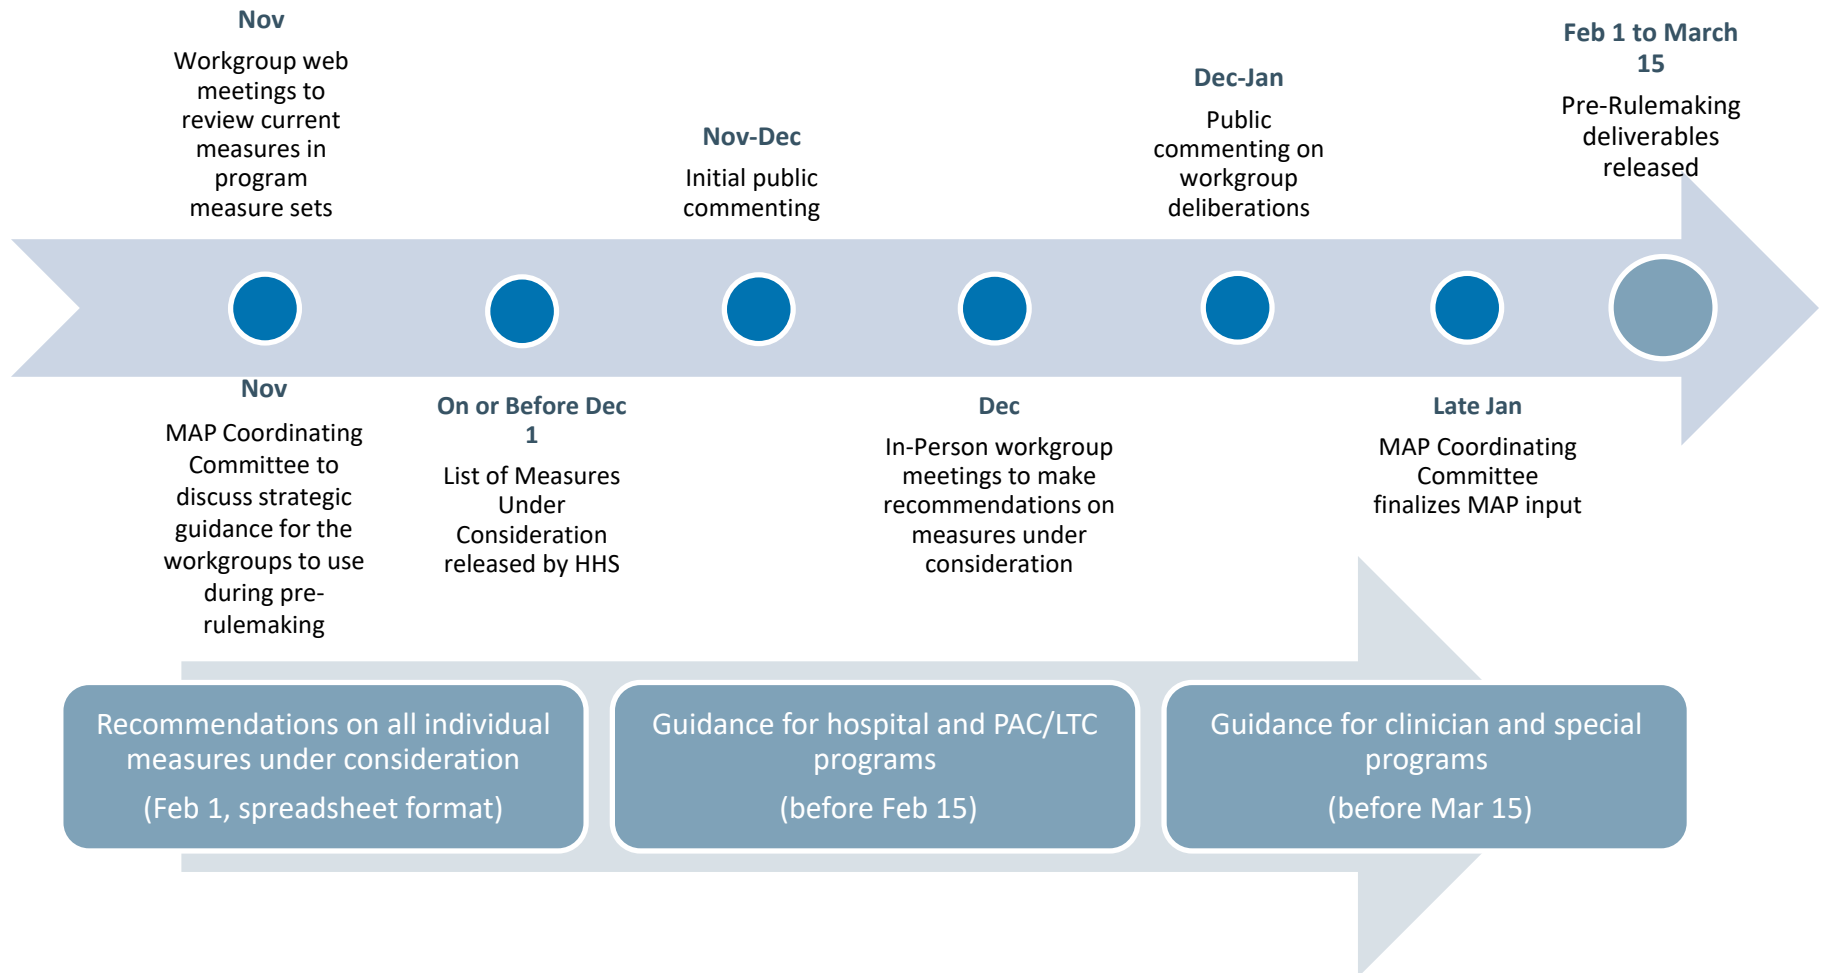 Nov
Workgroup web
meetings to
review current
measures in
program
measure sets
Nov
MAP Coordinating
Committee to
discuss strategic
guidance for the
workgroups to use
during pre-
rulemaking
On or Before Dec
1
List of Measures
Under
Consideration
released by HHS
Nov-Dec
Initial public
commenting
Dec
In-Person workgroup
meetings to make
recommendations on
measures under
consideration
Dec-Jan
Public
commenting on
workgroup
deliberations
Late Jan
MAP Coordinating
Committee
finalizes MAP input
Feb 1 to March
15
Pre-Rulemaking
deliverables
released
Recommendations on all individual
measures under consideration
(Feb 1, spreadsheet format)
Guidance for hospital and PAC/LTC
programs
(before Feb 15)
Guidance for clinician and special
programs
(before Mar 15)